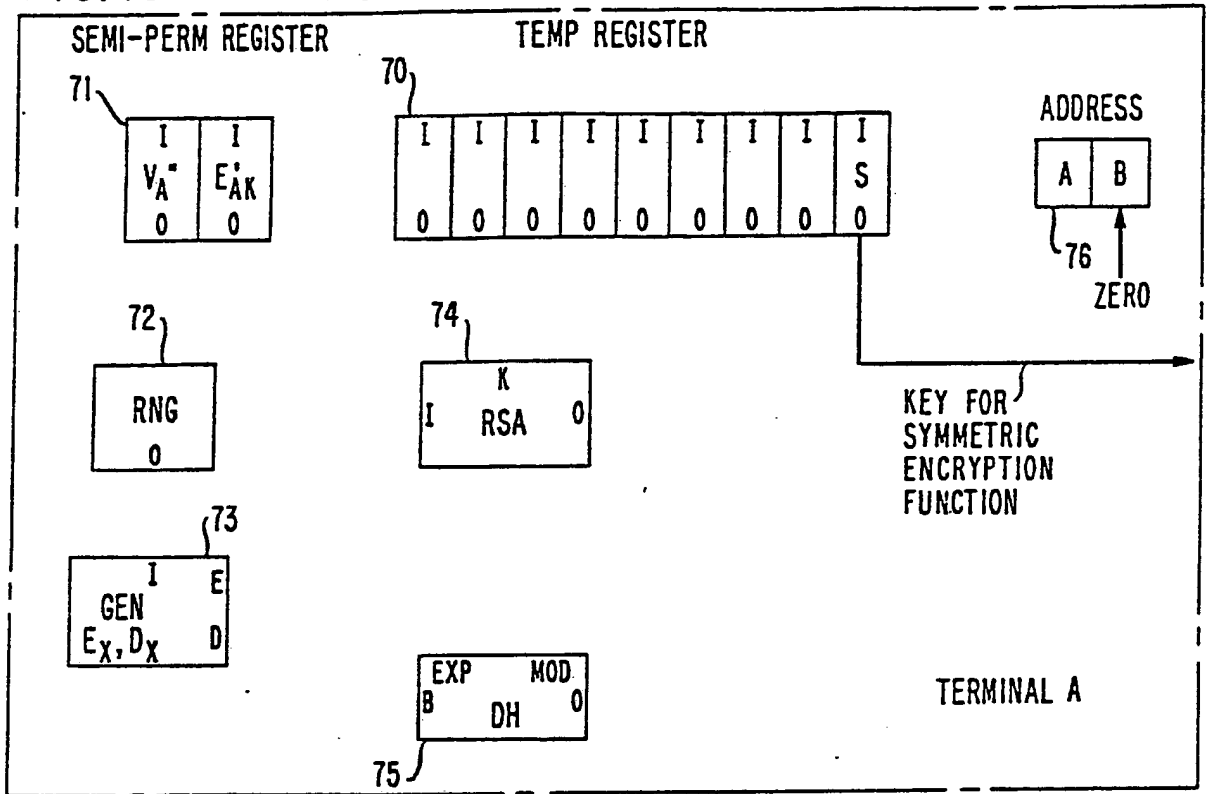 SEMI-PERM REGISTER
TEMP REGISTER
71
70
ADDRESS
I I
V_A" E'_AK
0 0
I I I I I I I I I
S
0 0 0 0 0 0 0 0 0
A B
76
ZERO
72
74
RNG
0
K
I RSA 0
KEY FOR
SYMMETRIC
ENCRYPTION
FUNCTION
73
I E
GEN
E_X, D_X D
EXP MOD
B DH 0
75
TERMINAL A